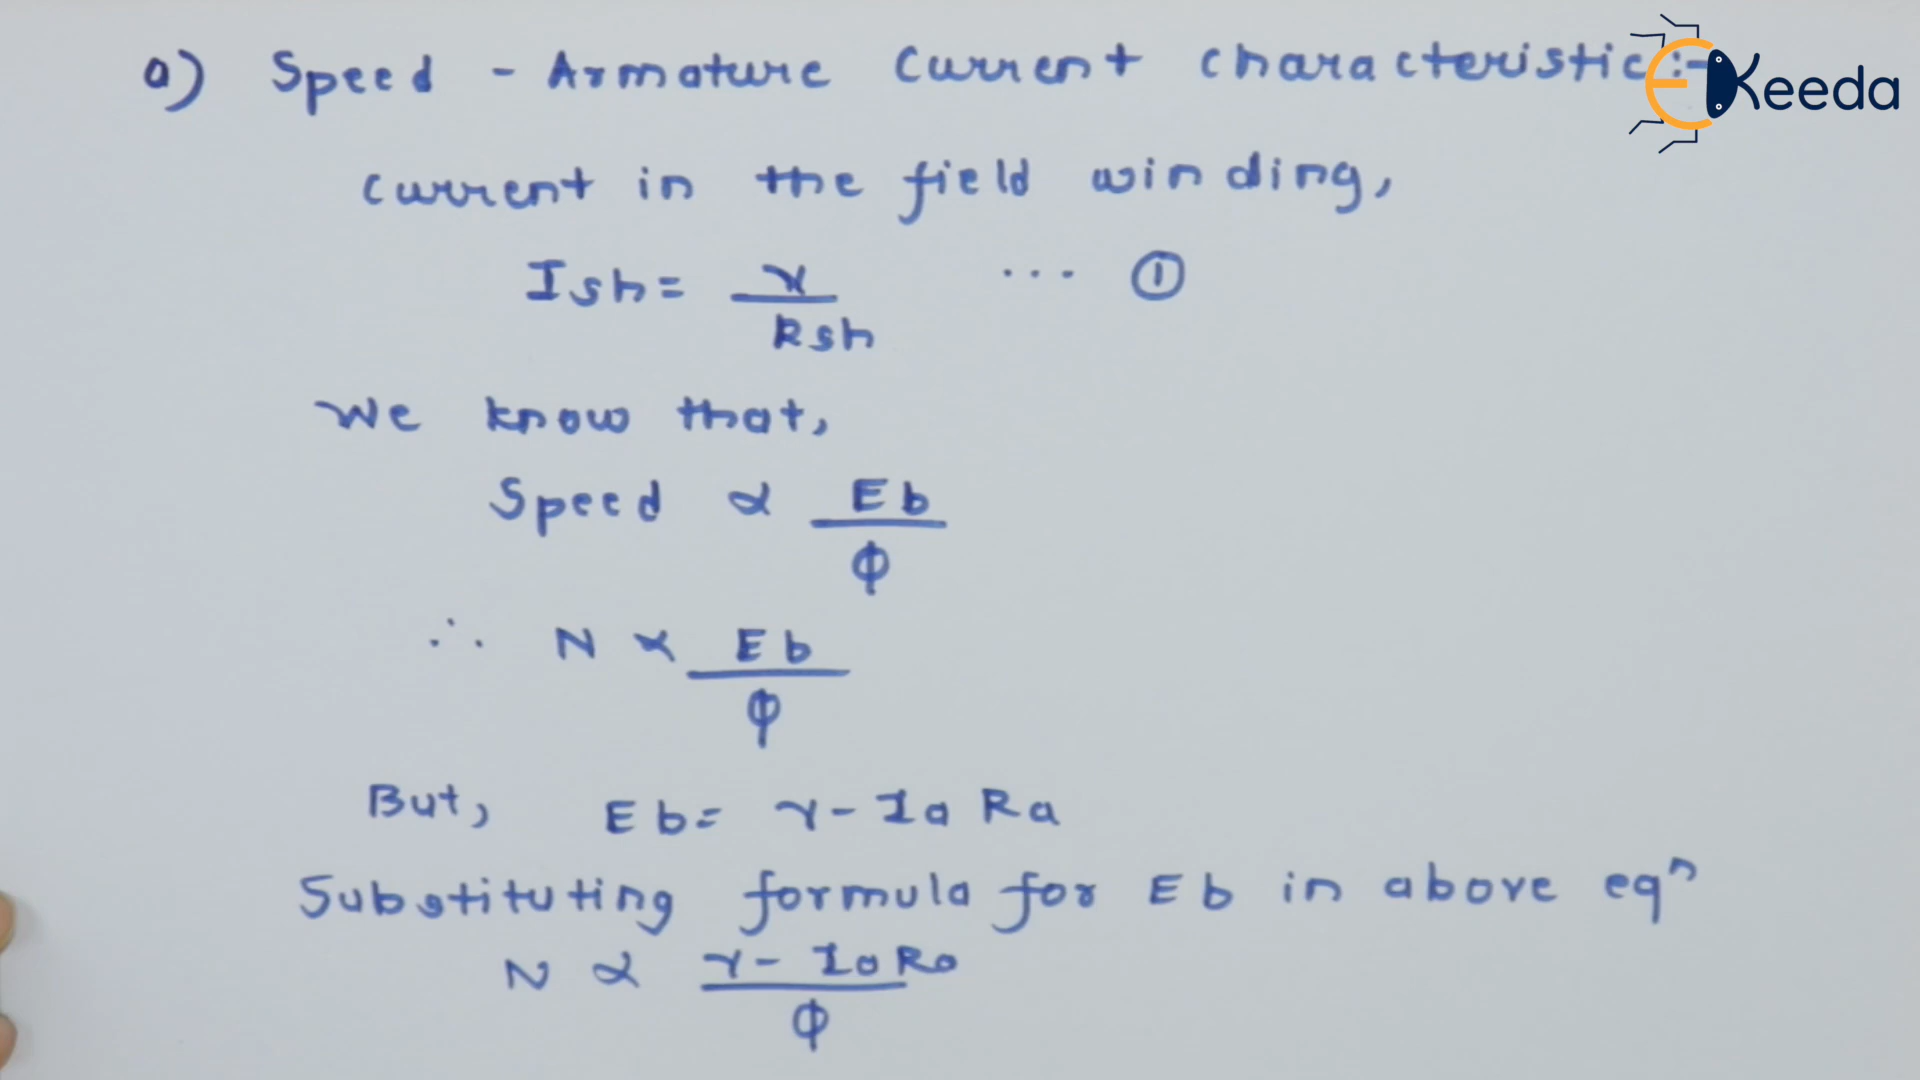 a) Speed - Armature Current characteristic:-
EKeeda
current in the field winding,
Ish = V / Rsh ... ①
We know that,
Speed ∝ Eb / φ
∴ N ∝ Eb / φ
But, Eb = V - Ia Ra
Substituting formula for Eb in above eqⁿ
N ∝ V - Ia Ra / φ